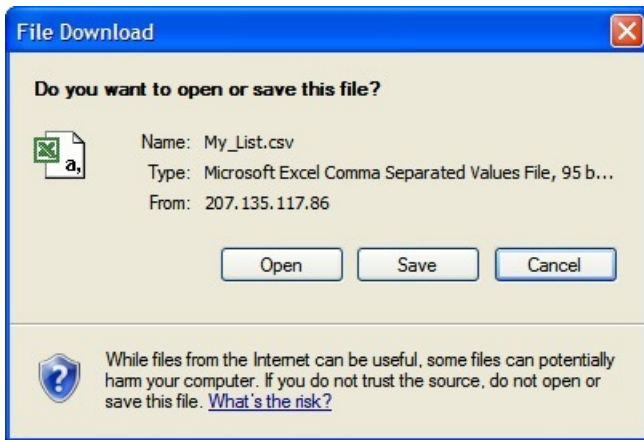 File Download
Do you want to open or save this file?
a,
Name: My_List.csv
Type: Microsoft Excel Comma Separated Values File, 95 b...
From: 207.135.117.86
Open Save Cancel
While files from the Internet can be useful, some files can potentially
harm your computer. If you do not trust the source, do not open or
save this file. What's the risk?